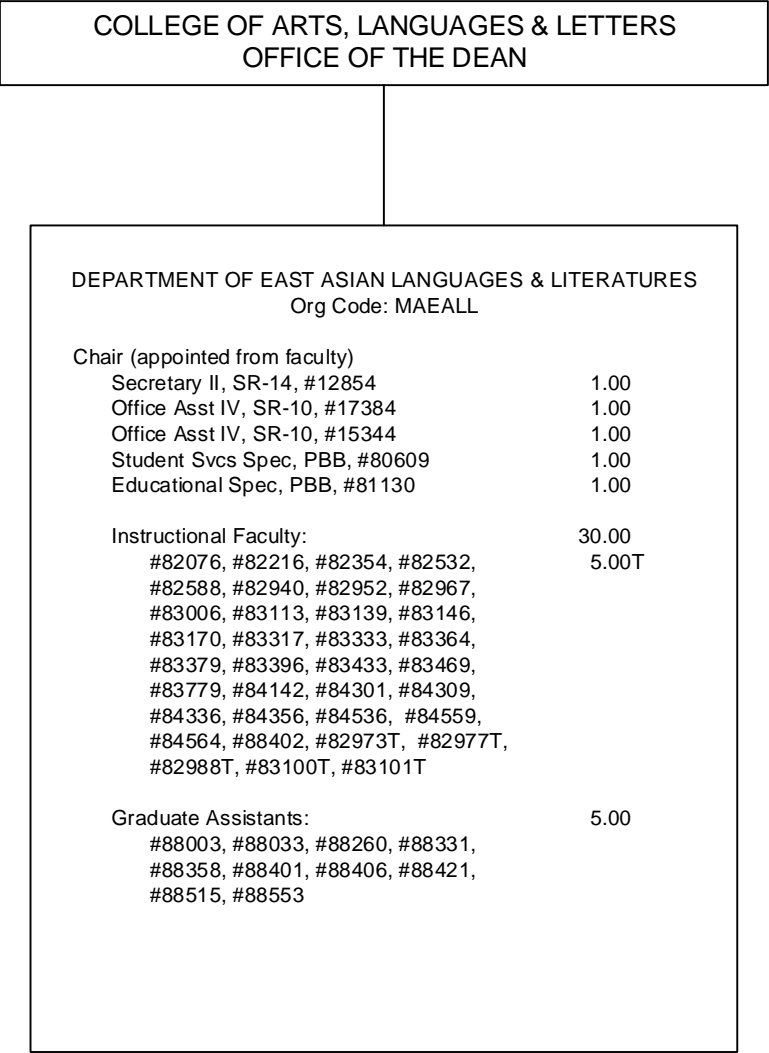 COLLEGE OF ARTS, LANGUAGES & LETTERS
OFFICE OF THE DEAN
DEPARTMENT OF EAST ASIAN LANGUAGES & LITERATURES
Org Code: MAEALL
Chair (appointed from faculty)
Secretary II, SR-14, #12854 1.00
Office Asst IV, SR-10, #17384 1.00
Office Asst IV, SR-10, #15344 1.00
Student Svcs Spec, PBB, #80609 1.00
Educational Spec, PBB, #81130 1.00
Instructional Faculty: 30.00
#82076, #82216, #82354, #82532, 5.00T
#82588, #82940, #82952, #82967,
#83006, #83113, #83139, #83146,
#83170, #83317, #83333, #83364,
#83379, #83396, #83433, #83469,
#83779, #84142, #84301, #84309,
#84336, #84356, #84536, #84559,
#84564, #88402, #82973T, #82977T,
#82988T, #83100T, #83101T
Graduate Assistants: 5.00
#88003, #88033, #88260, #88331,
#88358, #88401, #88406, #88421,
#88515, #88553